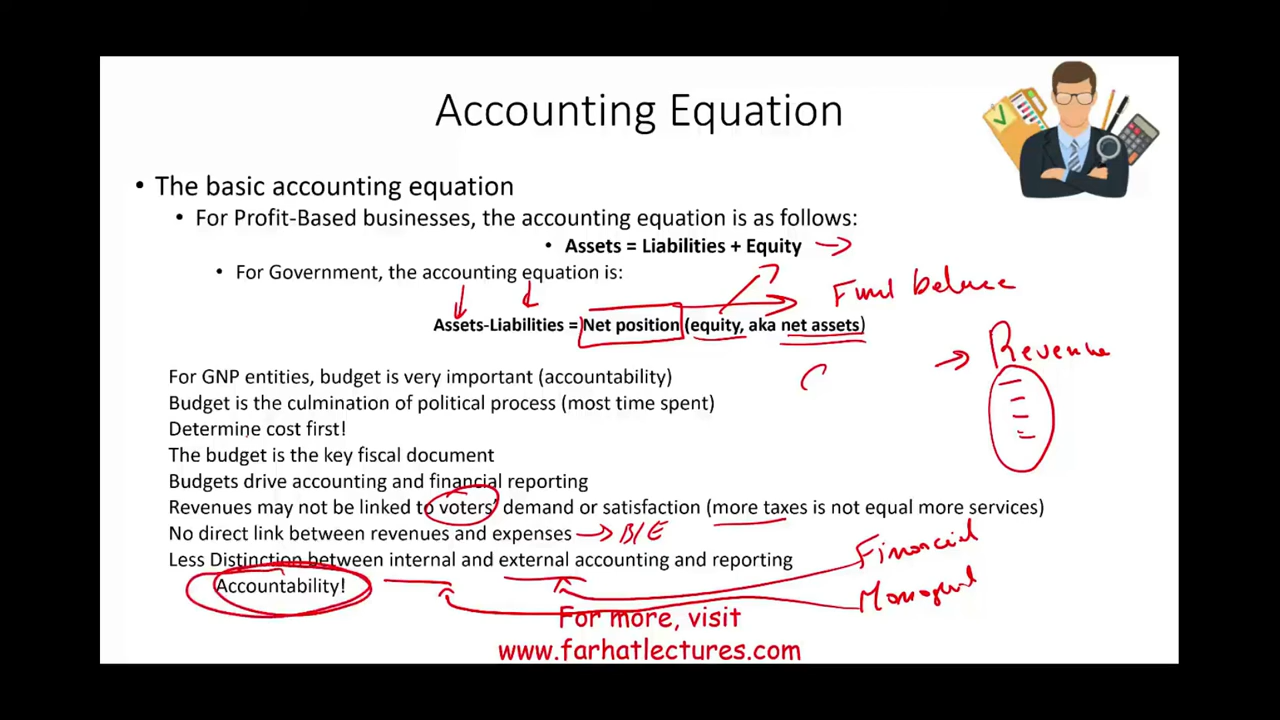 Accounting Equation
• The basic accounting equation
• For Profit-Based businesses, the accounting equation is as follows:
• Assets = Liabilities + Equity
• For Government, the accounting equation is:
Fund balance
Assets-Liabilities = Net position (equity, aka net assets)
Revenue
For GNP entities, budget is very important (accountability)
Budget is the culmination of political process (most time spent)
Determine cost first!
The budget is the key fiscal document
Budgets drive accounting and financial reporting
Revenues may not be linked to voters' demand or satisfaction (more taxes is not equal more services)
No direct link between revenues and expenses B/E
Less Distinction between internal and external accounting and reporting
Financial
Accountability!
For more, visit
www.farhatlectures.com